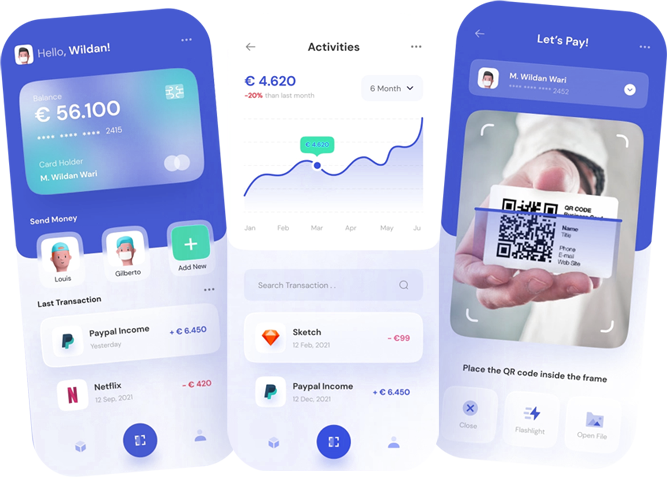 Hello, Wildan!
Balance
€ 56.100
**** **** **** 2415
Card Holder
M. Wildan Wari
Send Money
Louis
Gilberto
Add New
Last Transaction
Paypal Income
Yesterday
+ € 6.450
Netflix
12 Sep, 2021
- € 420
Activities
€ 4.620
-20% than last month
6 Month
€ 4.620
Jan Feb Mar Apr May Ju
Search Transaction . .
Sketch
12 Feb, 2021
- €99
Paypal Income
12 Dec, 2021
+ € 6.450
Let's Pay!
M. Wildan Wari
**** **** **** 2452
QR CODE
Business Card
Name
Title
Phone
E-mail
Web-Site
Place the QR code inside the frame
Close
Flashlight
Open File